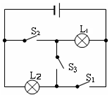 S₂ L₁
S₃
L₂ S₁